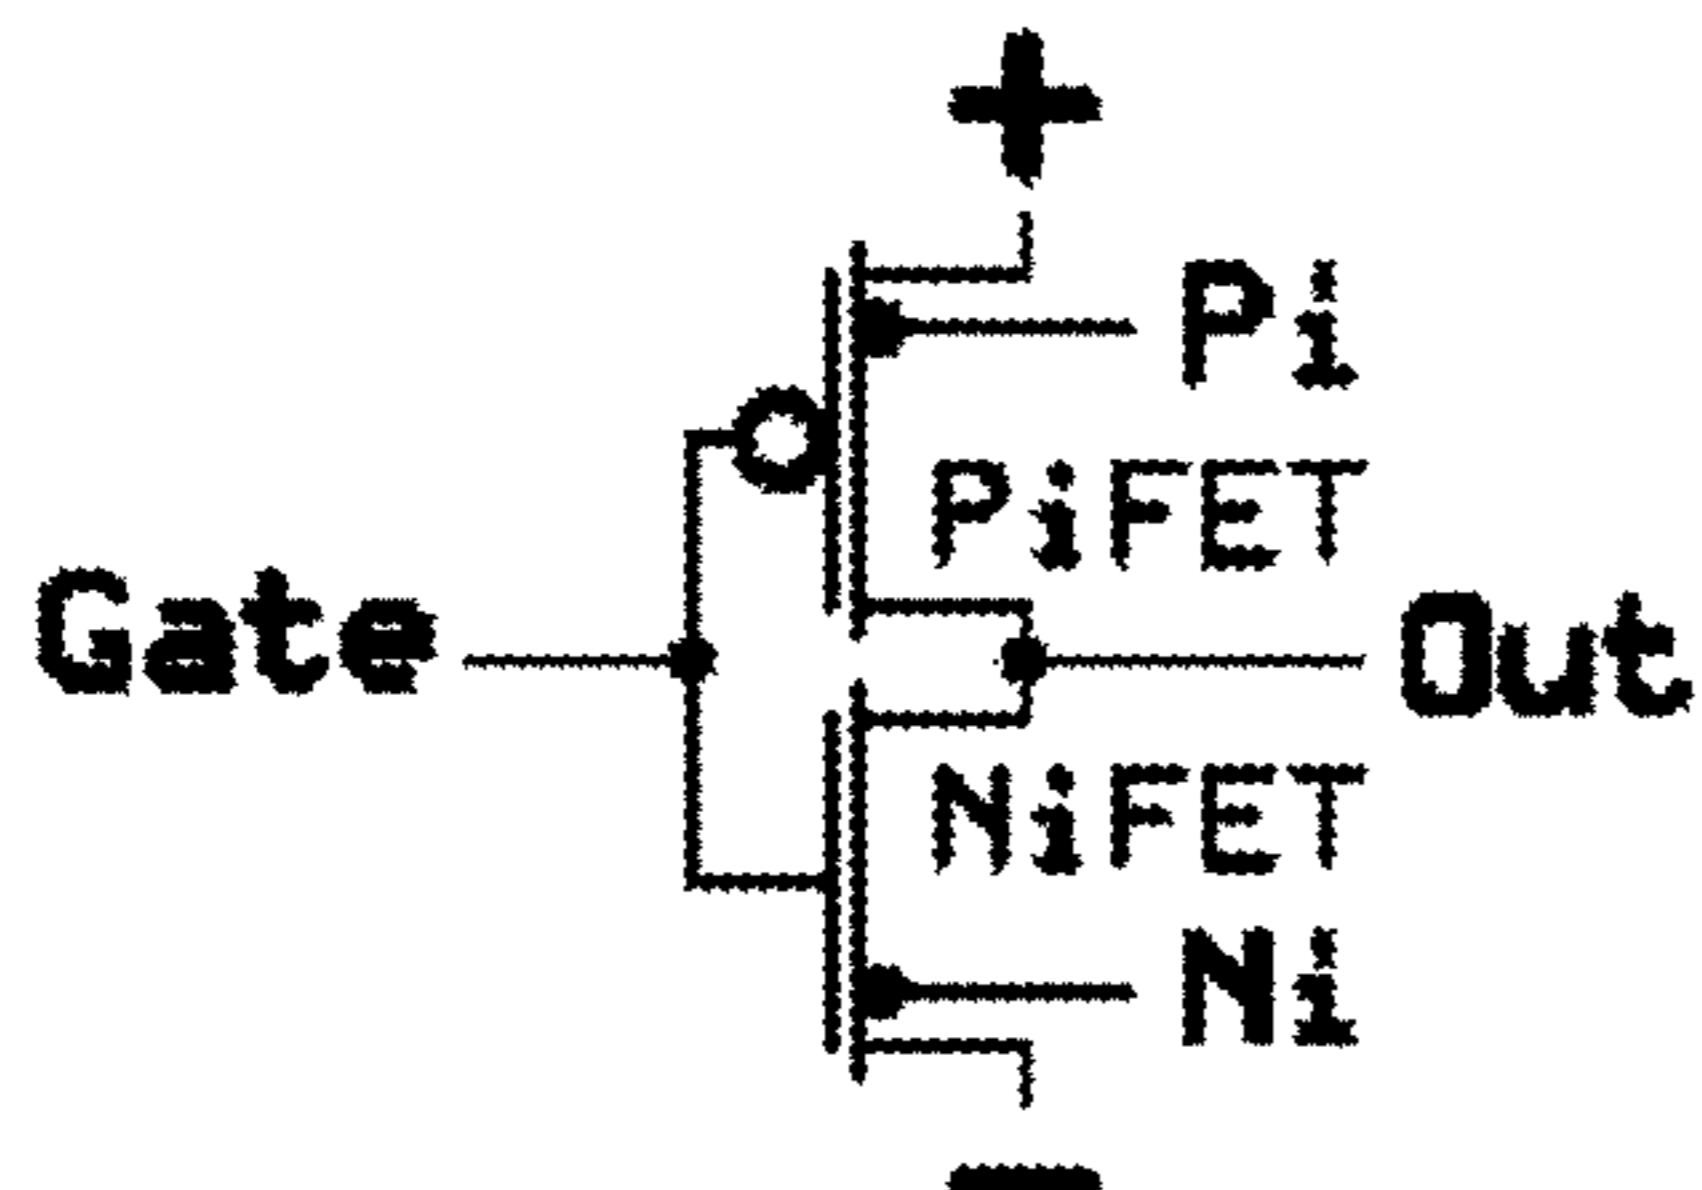 +
Pi
PiFET
Gate
Out
NiFET
Ni
-